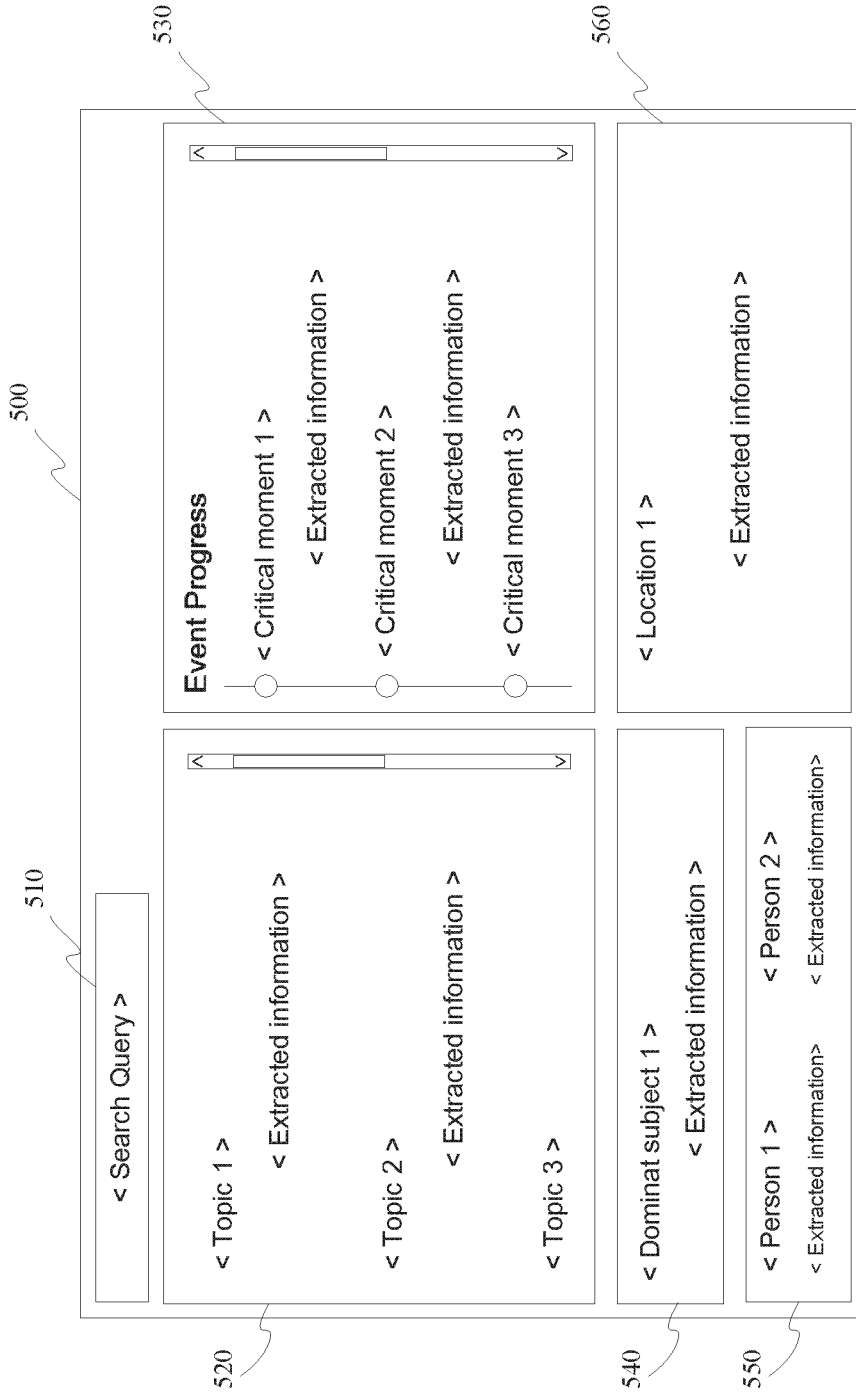 500
510
< Search Query >
520
< Topic 1 >
< Extracted information >
< Topic 2 >
< Extracted information >
< Topic 3 >
530
Event Progress
< Critical moment 1 >
< Extracted information >
< Critical moment 2 >
< Extracted information >
< Critical moment 3 >
540
< Dominat subject 1 >
< Extracted information >
550
< Person 1 >
< Person 2 >
< Extracted information>
< Extracted information>
560
< Location 1 >
< Extracted information >